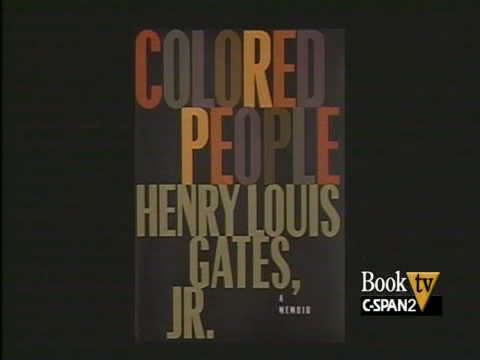 COLORED
PEOPLE
HENRY LOUIS
GATES,
JR.
A
MEMOIR
Book tv
C-SPAN2